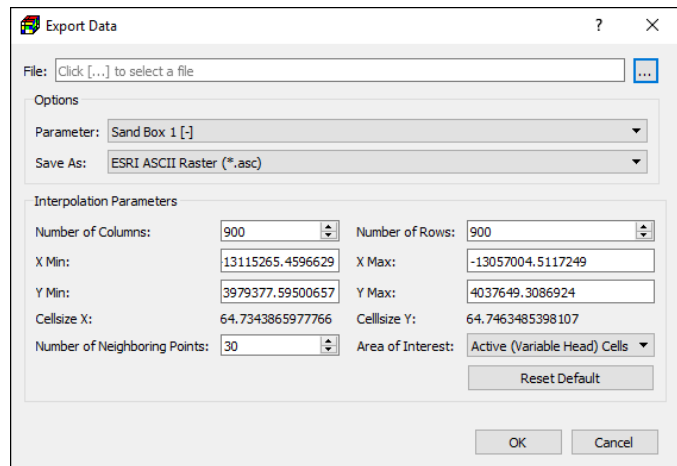 Export Data ? ×
File: Click [...] to select a file ...
Options
Parameter: Sand Box 1 [-]
Save As: ESRI ASCII Raster (*.asc)
Interpolation Parameters
Number of Columns: 900 Number of Rows: 900
X Min: -13115265.4596629 X Max: -13057004.5117249
Y Min: 3979377.59500657 Y Max: 4037649.3086924
Cellsize X: 64.7343865977766 Celllsize Y: 64.7463485398107
Number of Neighboring Points: 30 Area of Interest: Active (Variable Head) Cells
Reset Default
OK Cancel